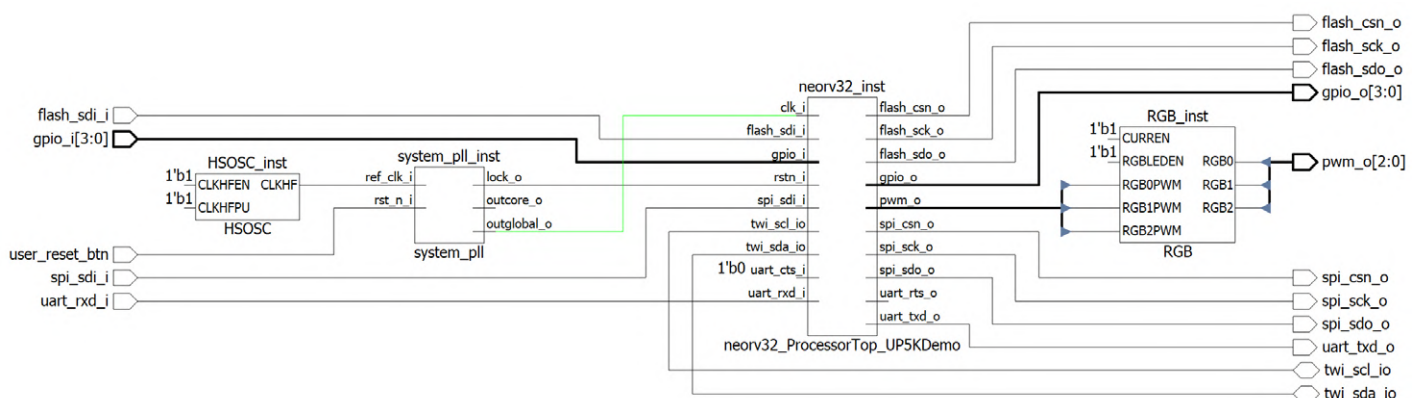 flash_sdi_i
gpio_i[3:0]
user_reset_btn
spi_sdi_i
uart_rxd_i
HSOSC_inst
1'b1 CLKHFEN CLKHF
1'b1 CLKHFPU
HSOSC
system_pll_inst
ref_clk_i lock_o
rst_n_i outcore_o
outglobal_o
system_pll
neorv32_inst
clk_i flash_csn_o
flash_sdi_i flash_sck_o
gpio_i flash_sdo_o
rstn_i gpio_o
spi_sdi_i pwm_o
twi_scl_io spi_csn_o
twi_sda_io spi_sck_o
1'b0 uart_cts_i spi_sdo_o
uart_rxd_i uart_rts_o
uart_txd_o
neorv32_ProcessorTop_UP5KDemo
RGB_inst
1'b1 CURREN
1'b1 RGBLEDEN RGB0
RGB0PWM RGB1
RGB1PWM RGB2
RGB2PWM
RGB
flash_csn_o
flash_sck_o
flash_sdo_o
gpio_o[3:0]
pwm_o[2:0]
spi_csn_o
spi_sck_o
spi_sdo_o
uart_txd_o
twi_scl_io
twi_sda_io